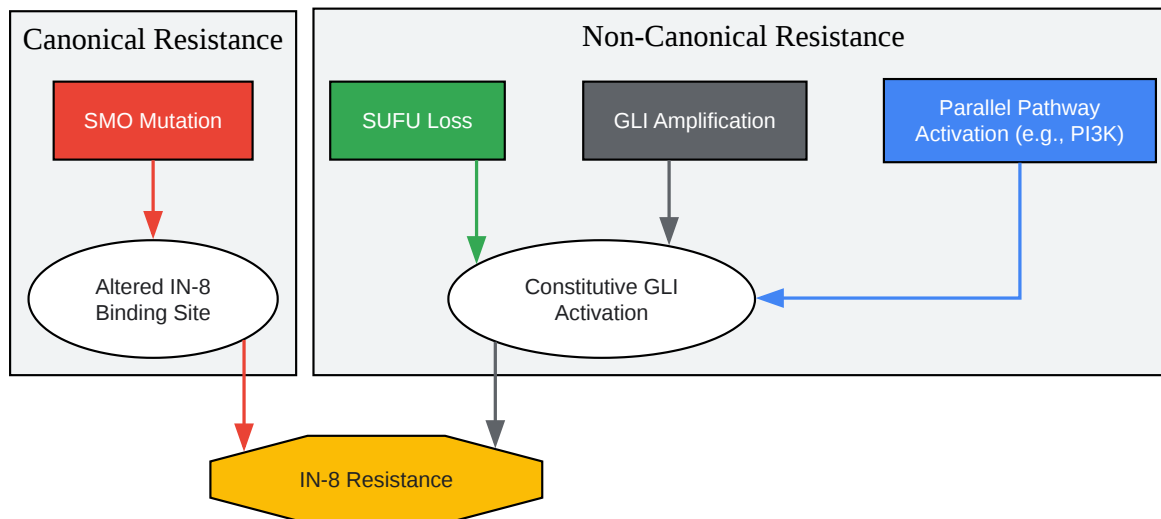 Canonical Resistance
SMO Mutation
Altered IN-8
Binding Site
Non-Canonical Resistance
SUFU Loss
GLI Amplification
Parallel Pathway
Activation (e.g., PI3K)
Constitutive GLI
Activation
IN-8 Resistance